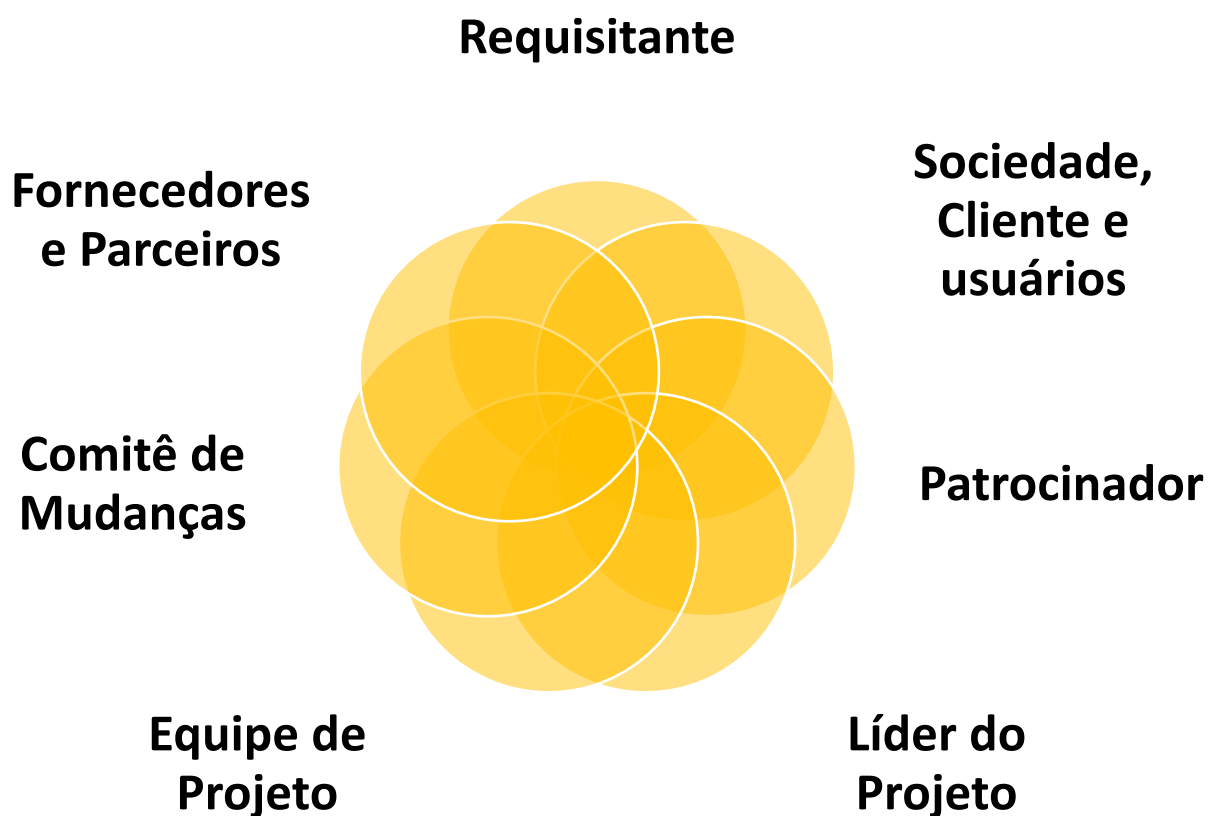 Requisitante
Sociedade,
Cliente e
usuários
Fornecedores
e Parceiros
Comitê de
Mudanças
Patrocinador
Equipe de
Projeto
Líder do
Projeto